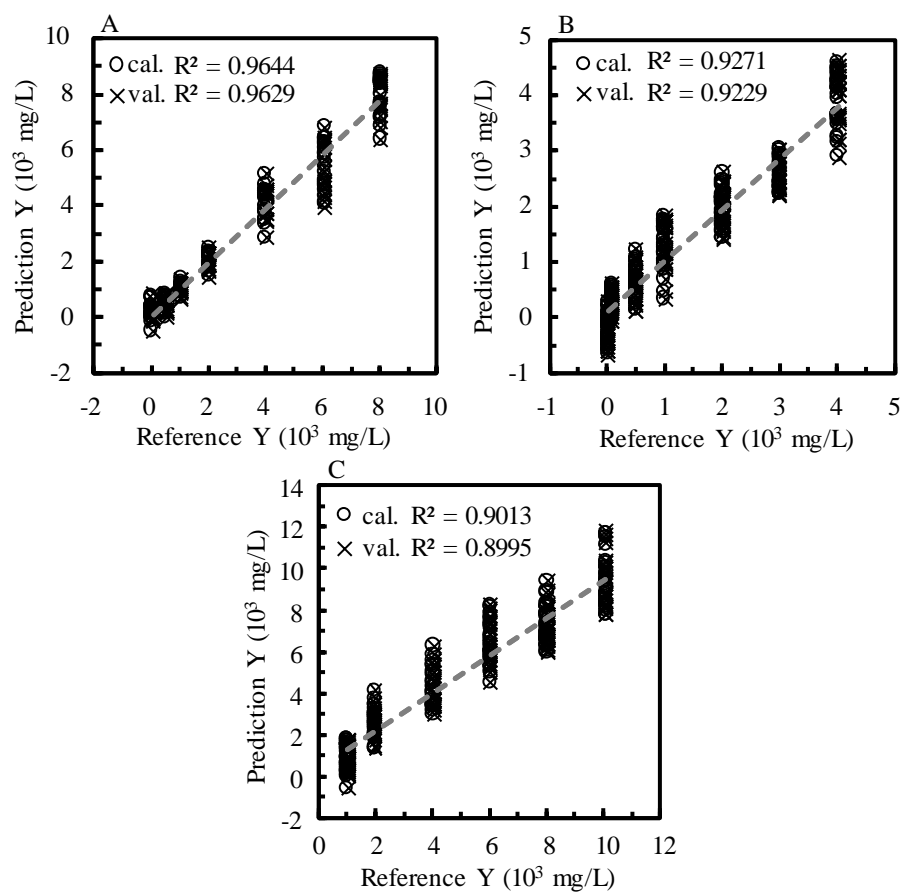 A
Prediction Y (10³ mg/L)
10
8
6
4
2
0
-2
cal. R² = 0.9644
val. R² = 0.9629
-2 0 2 4 6 8 10
Reference Y (10³ mg/L)
B
Prediction Y (10³ mg/L)
5
4
3
2
1
0
-1
cal. R² = 0.9271
val. R² = 0.9229
-1 0 1 2 3 4 5
Reference Y (10³ mg/L)
C
Prediction Y (10³ mg/L)
14
12
10
8
6
4
2
0
-2
cal. R² = 0.9013
val. R² = 0.8995
0 2 4 6 8 10 12
Reference Y (10³ mg/L)